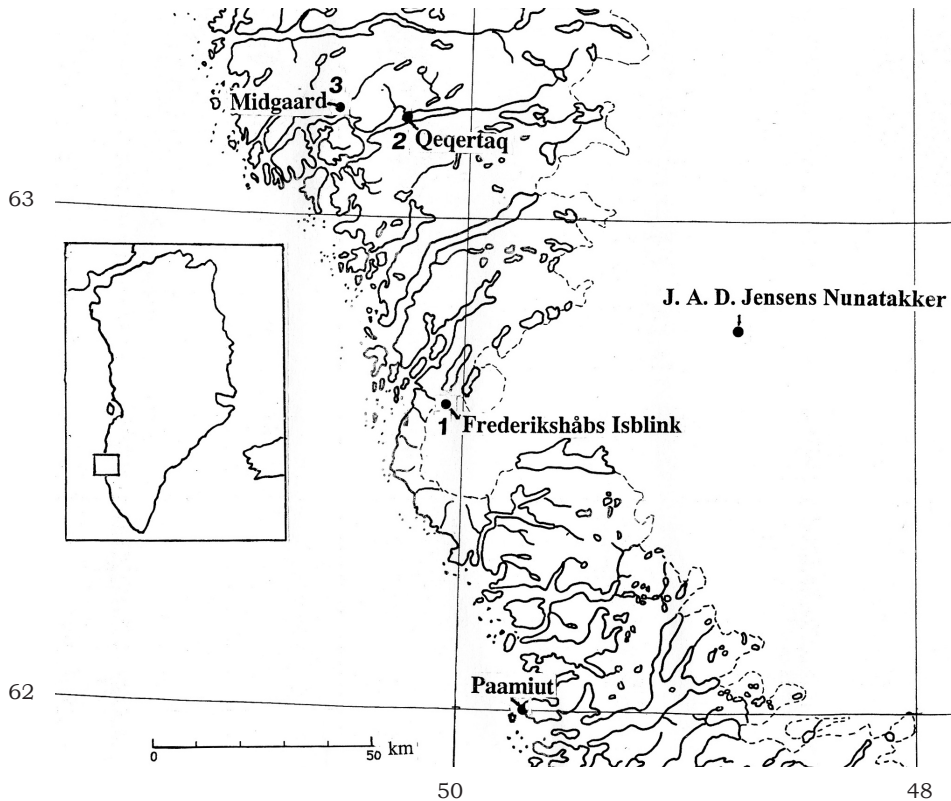 3
Midgaard
2 Qeqertaq
63
J. A. D. Jensens Nunatakker
1 Frederikshåbs Isblink
Paamiut
62
0 50 km
50 48